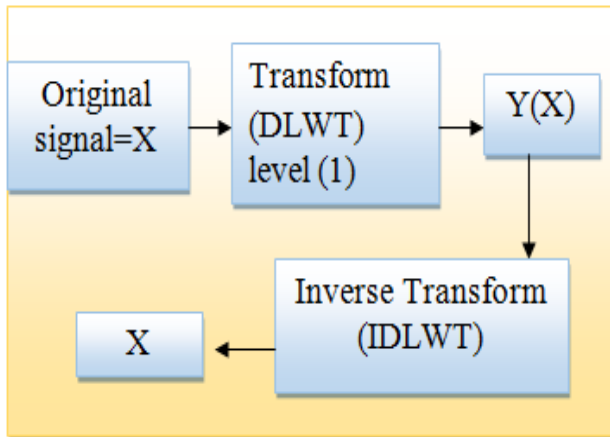 Original
signal=X
Transform
(DLWT)
level (1)
Y(X)
Inverse Transform
(IDLWT)
X